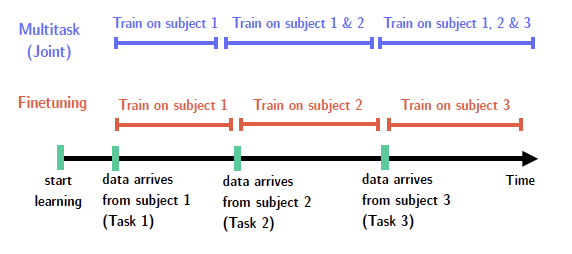 Multitask
(Joint)
Train on subject 1
Train on subject 1 & 2
Train on subject 1, 2 & 3
Finetuning
Train on subject 1
Train on subject 2
Train on subject 3
start
learning
data arrives
from subject 1
(Task 1)
data arrives
from subject 2
(Task 2)
data arrives
from subject 3
(Task 3)
Time